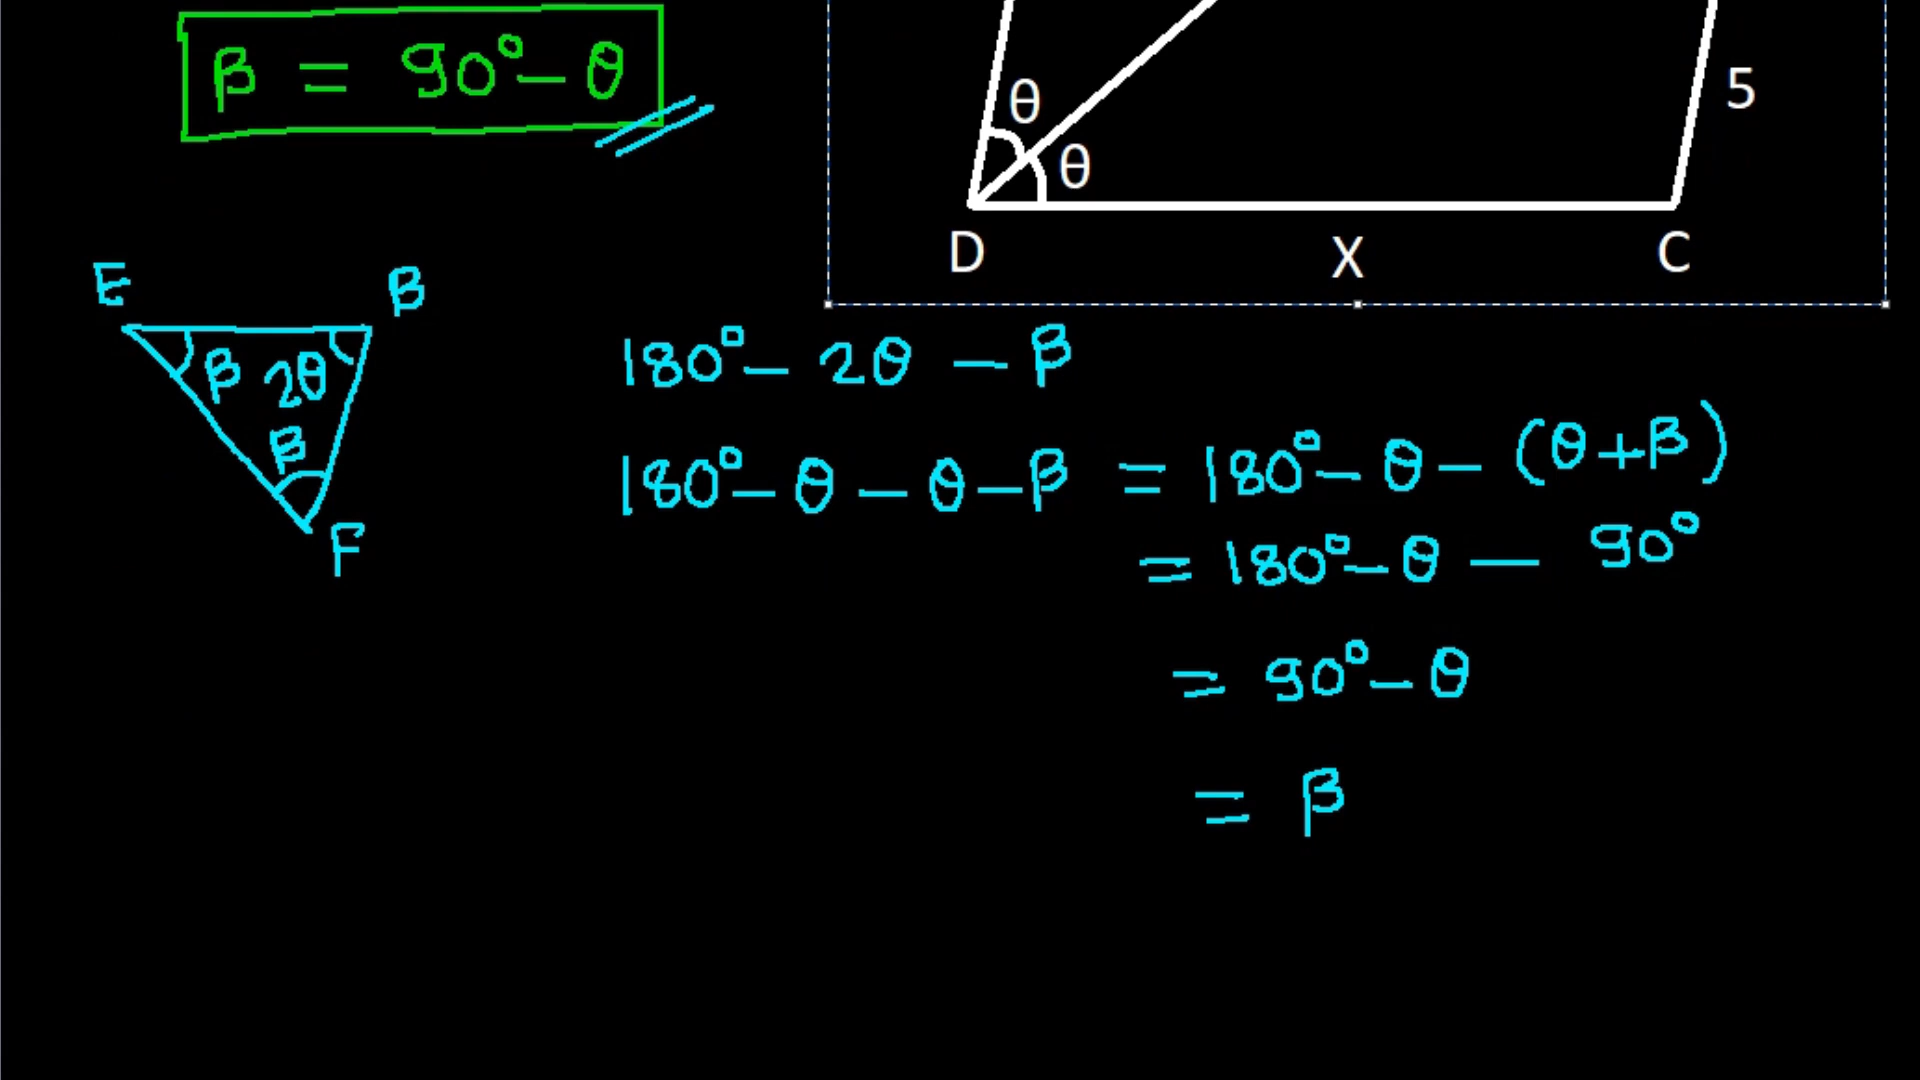 β = 90° - θ
θ
5
θ
D X C
E B
β 2θ
β
F
180° - 2θ - β
180° - θ - θ - β = 180° - θ - (θ + β)
= 180° - θ - 90°
= 90° - θ
= β